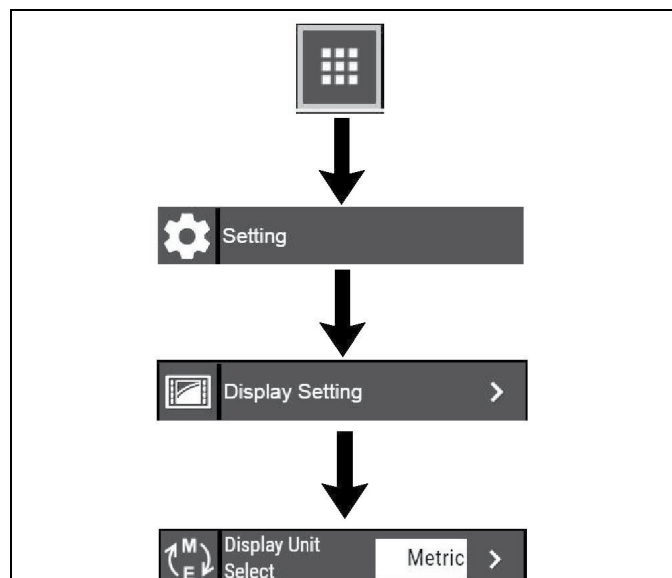 Setting
Display Setting
M
Display Unit
Metric
E
Select